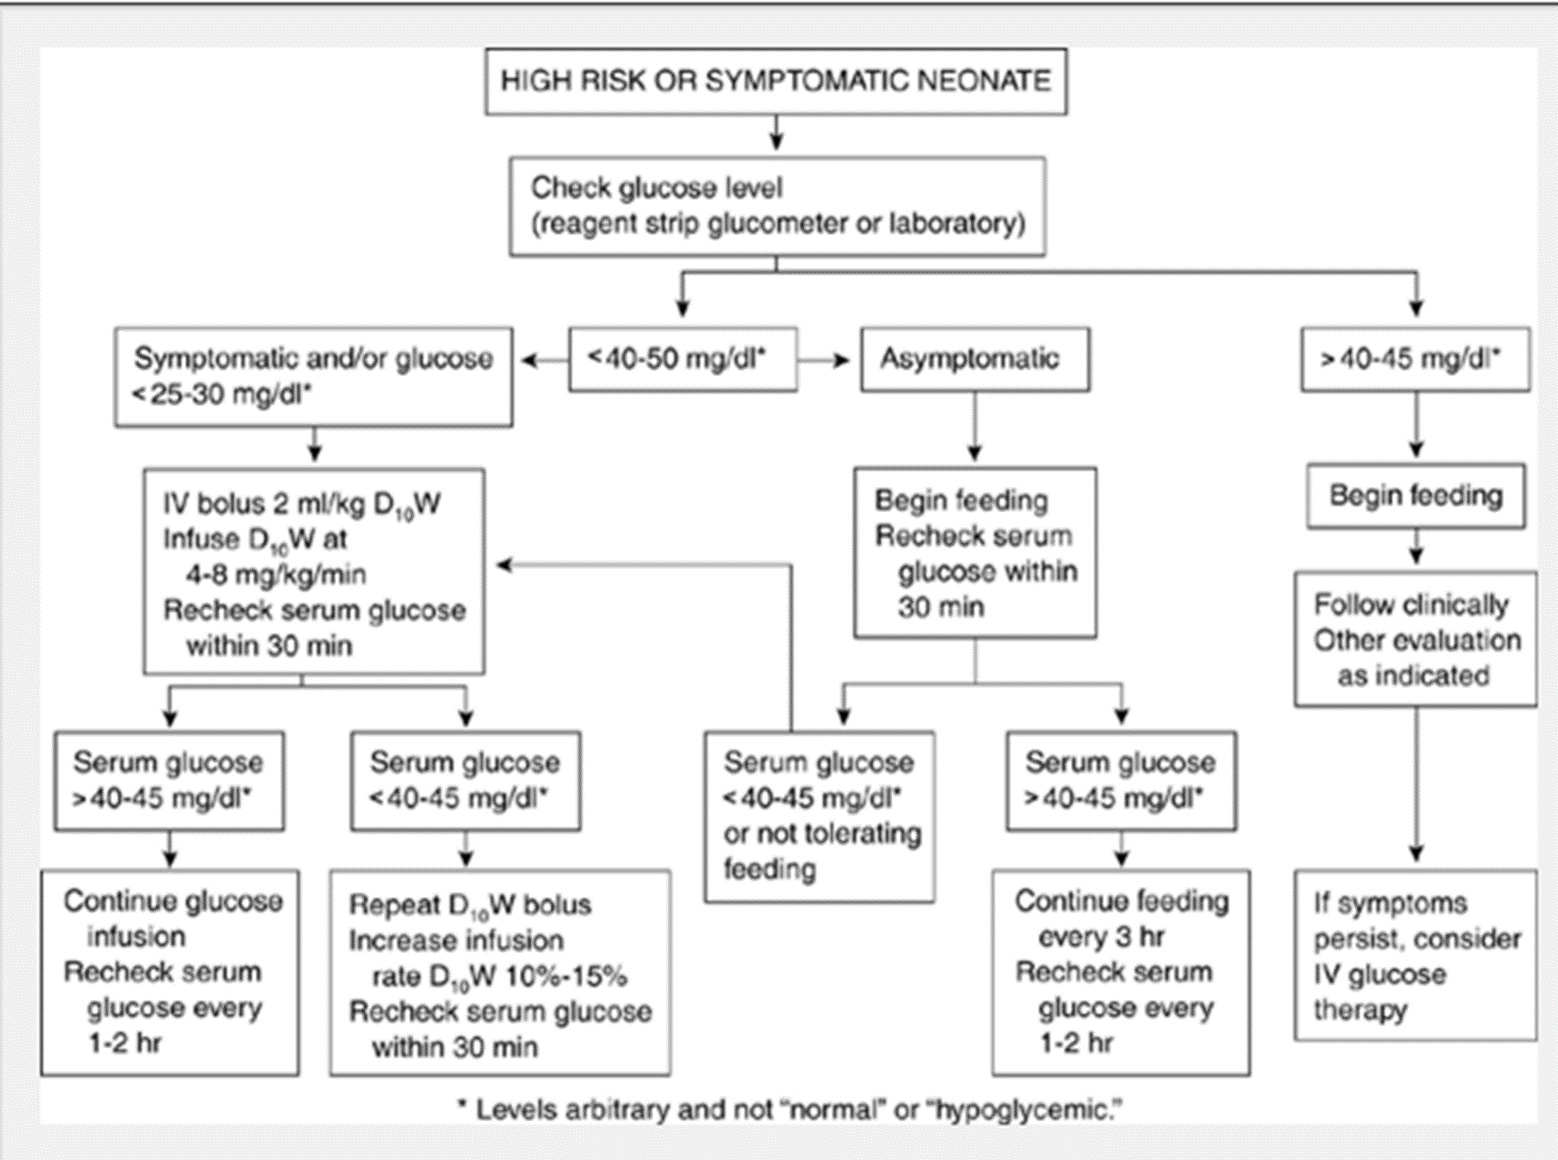 HIGH RISK OR SYMPTOMATIC NEONATE
Check glucose level
(reagent strip glucometer or laboratory)
Symptomatic and/or glucose
<25-30 mg/dl*
<40-50 mg/dl*
Asymptomatic
>40-45 mg/dl*
IV bolus 2 ml/kg D₁₀W
Infuse D₁₀W at
4-8 mg/kg/min
Recheck serum glucose
within 30 min
Begin feeding
Recheck serum
glucose within
30 min
Begin feeding
Follow clinically
Other evaluation
as indicated
Serum glucose
>40-45 mg/dl*
Serum glucose
<40-45 mg/dl*
Serum glucose
<40-45 mg/dl*
or not tolerating
feeding
Serum glucose
>40-45 mg/dl*
Continue glucose
infusion
Recheck serum
glucose every
1-2 hr
Repeat D₁₀W bolus
Increase infusion
rate D₁₀W 10%-15%
Recheck serum glucose
within 30 min
Continue feeding
every 3 hr
Recheck serum
glucose every
1-2 hr
If symptoms
persist, consider
IV glucose
therapy
* Levels arbitrary and not “normal” or “hypoglycemic.”